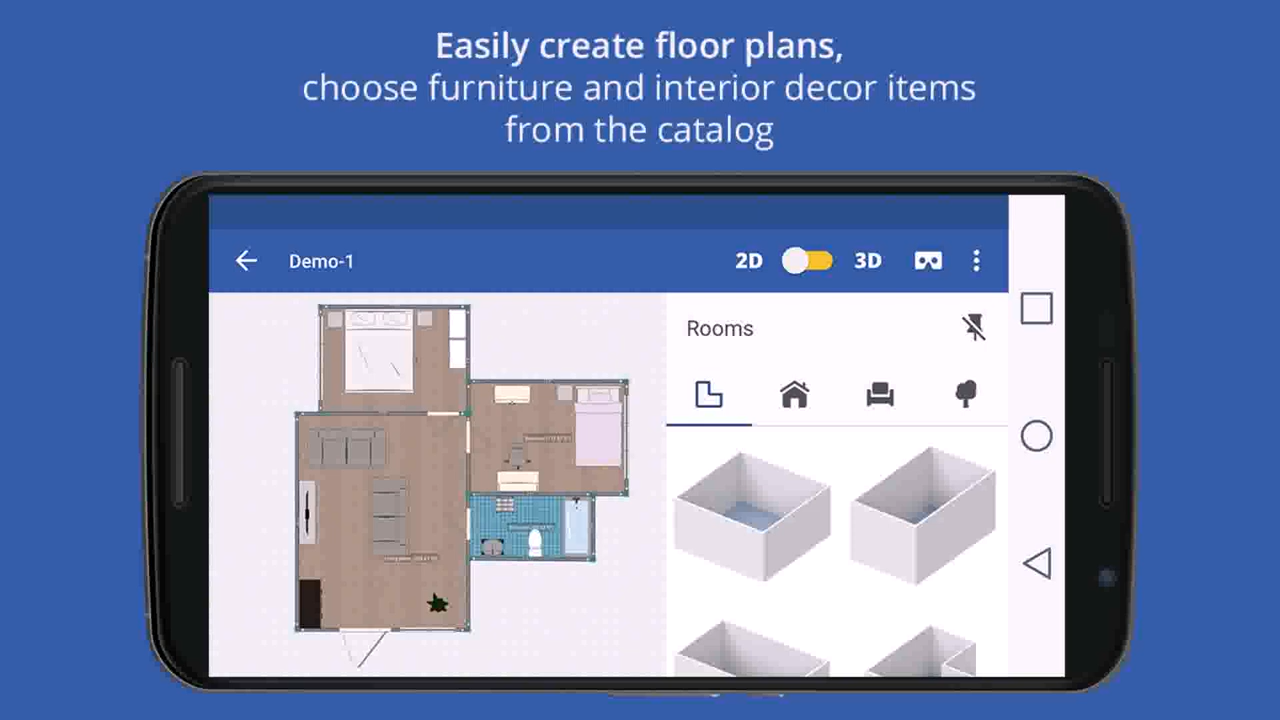 Easily create floor plans,
choose furniture and interior decor items
from the catalog
Demo-1
2D
3D
Rooms